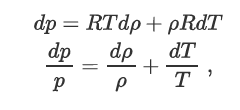 dp = RTdρ + ρRdT
dp/p = dρ/ρ + dT/T ,